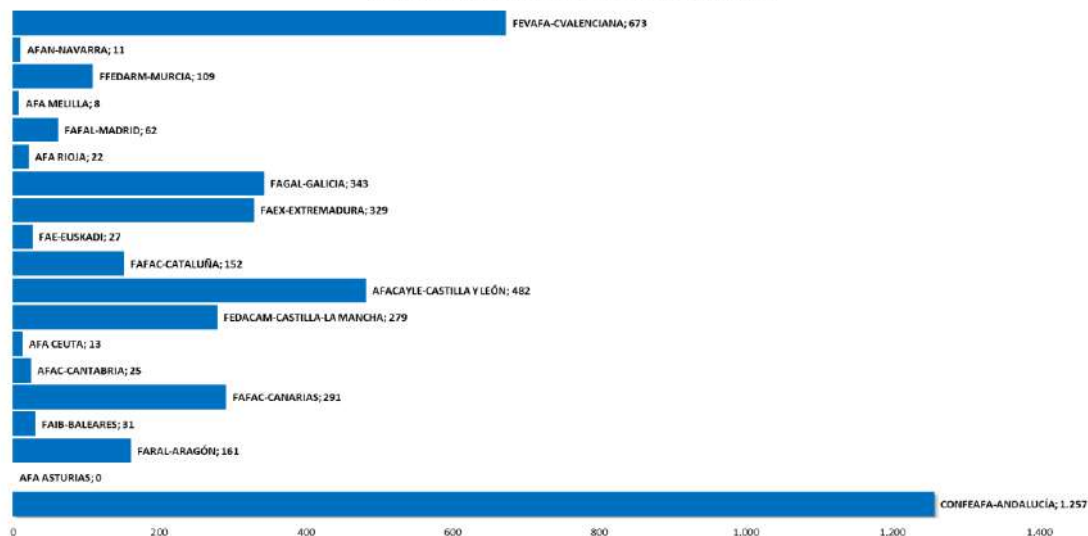 FEVAFA-CVALENCIANA; 673
AFAN-NAVARRA; 11
FFEDARM-MURCIA; 109
AFA MELILLA; 8
FAFAL-MADRID; 62
AFA RIOJA; 22
FAGAL-GALICIA; 343
FAEX-EXTREMADURA; 329
FAE-EUSKADI; 27
FAFAC-CATALUÑA; 152
AFACAYLE-CASTILLA Y LEÓN; 482
FEDACAM-CASTILLA-LA MANCHA; 279
AFA CEUTA; 13
AFAC-CANTABRIA; 25
FAFAC-CANARIAS; 291
FAIB-BALEARES; 31
FARAL-ARAGÓN; 161
AFA ASTURIAS; 0
CONFEAFA-ANDALUCÍA; 1.257
0 200 400 600 800 1.000 1.200 1.400